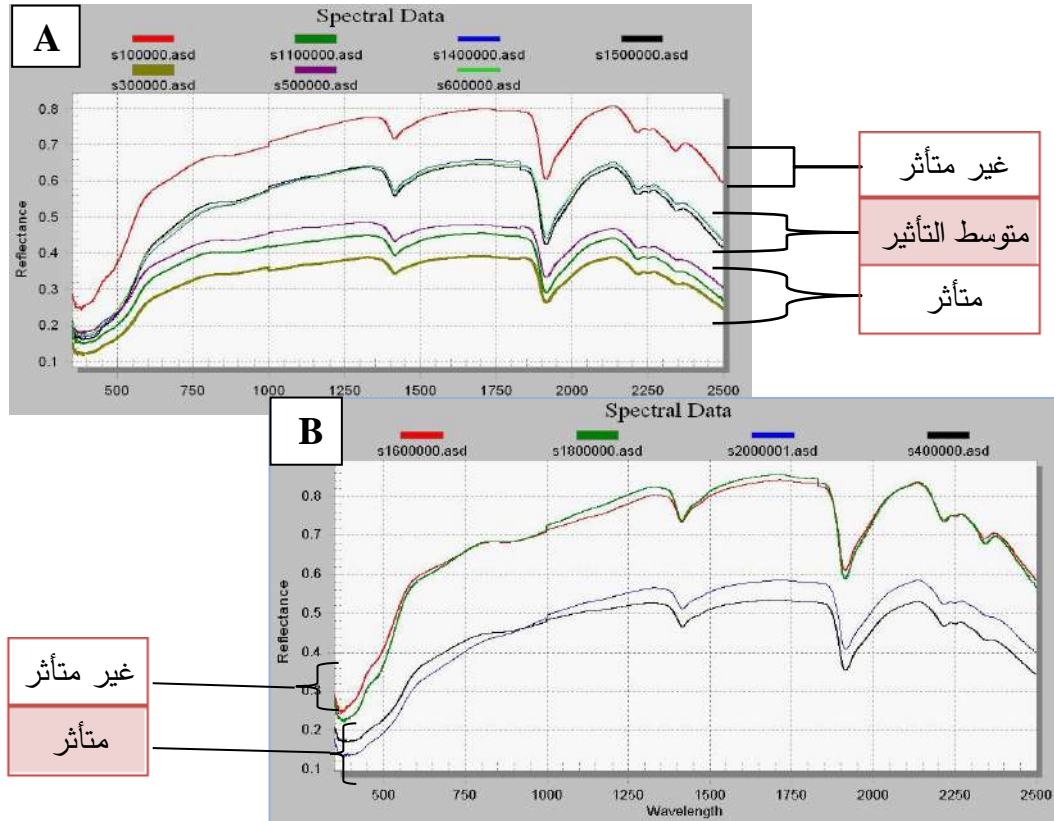 A
Spectral Data
s100000.asd s1100000.asd s1400000.asd s1500000.asd
s300000.asd s500000.asd s600000.asd
Reflectance
0.8
0.7
0.6
0.5
0.4
0.3
0.2
0.1
500 750 1000 1250 1500 1750 2000 2250 2500
غير متأثر
متوسط التأثير
متأثر
B
Spectral Data
s1600000.asd s1800000.asd s2000001.asd s400000.asd
Reflectance
0.8
0.7
0.6
0.5
0.4
0.3
0.2
0.1
500 750 1000 1250 1500 1750 2000 2250 2500
Wavelength
غير متأثر
متأثر